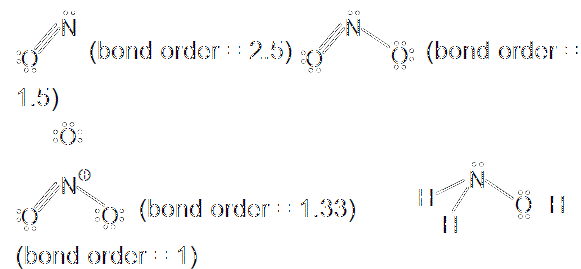 N
O (bond order = 2.5) N O O (bond order =
1.5)
O
N⊕
O O (bond order = 1.33) H N H O H
(bond order = 1)